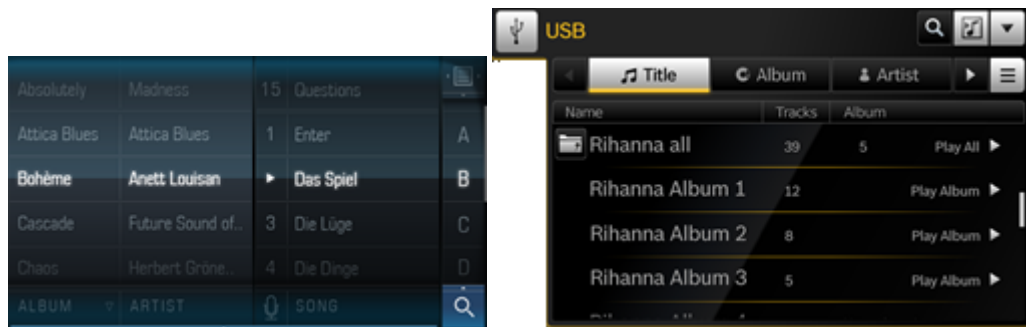 Absolutely Madness 15 Questions
Attica Blues Attica Blues 1 Enter A
Bohème Anett Louisan Das Spiel B
Cascade Future Sound of.. 3 Die Lüge C
Chaos Herbert Gröne.. 4 Die Dinge D
ALBUM ARTIST SONG
USB
Title Album Artist
Name Tracks Album
Rihanna all 39 5 Play All
Rihanna Album 1 12 Play Album
Rihanna Album 2 8 Play Album
Rihanna Album 3 5 Play Album